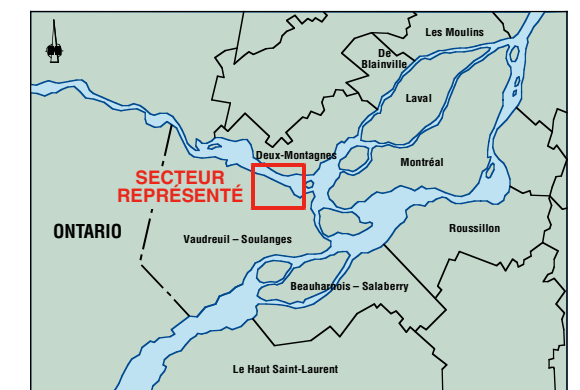 Les Moulins
De
Blainville
Laval
Deux-Montagnes
Montréal
SECTEUR
REPRÉSENTÉ
ONTARIO
Vaudreuil – Soulanges
Roussillon
Beauharnois – Salaberry
Le Haut Saint-Laurent